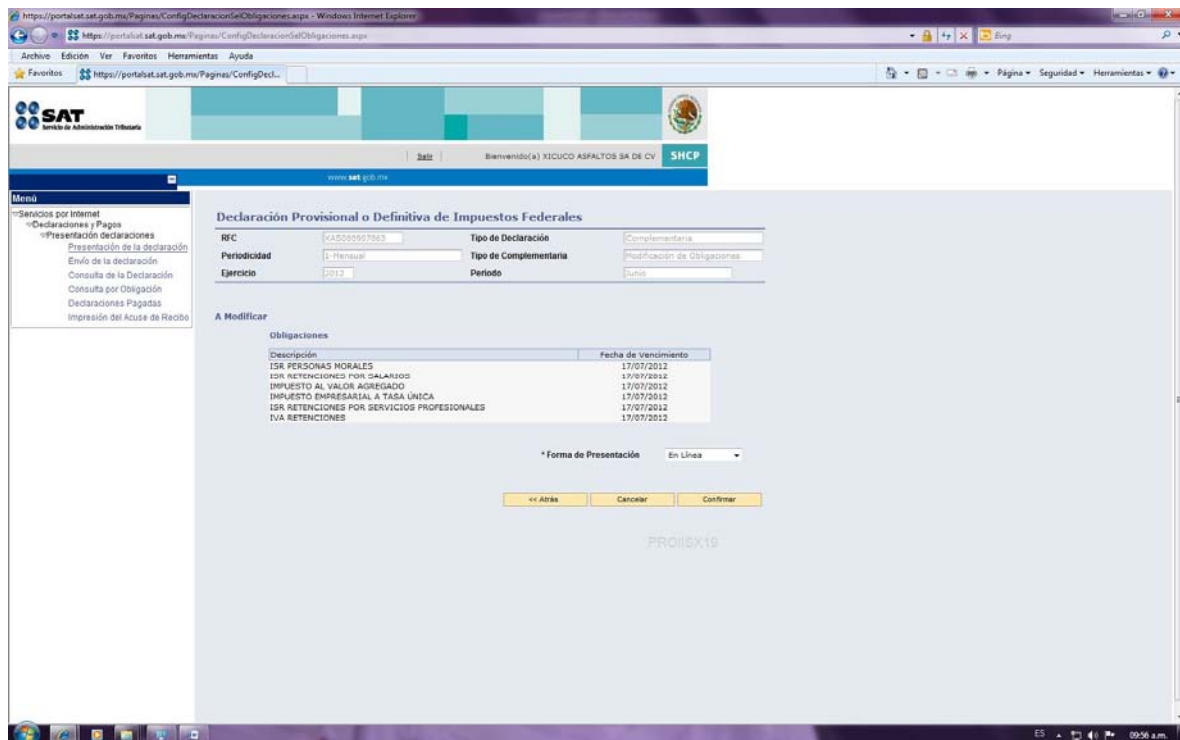 https://portalsat.sat.gob.mx/Paginas/ConfigDeclaracionSelObligaciones.aspx - Windows Internet Explorer
https://portalsat.sat.gob.mx/Paginas/ConfigDeclaracionSelObligaciones.aspx
Bing
Archivo Edición Ver Favoritos Herramientas Ayuda
Favoritos https://portalsat.sat.gob.mx/Paginas/ConfigDecl...
Página Seguridad Herramientas
SAT
Servicio de Administración Tributaria
Salir Bienvenido(a) XICUCO ASFALTOS SA DE CV SHCP
www.sat.gob.mx
Menú
Servicios por Internet
Declaraciones y Pagos
Presentación declaraciones
Presentación de la declaración
Envío de la declaración
Consulta de la Declaración
Consulta por Obligación
Declaraciones Pagadas
Impresión del Acuse de Recibo
Declaración Provisional o Definitiva de Impuestos Federales
RFC Tipo de Declaración Complementaria
Periodicidad 1-Mensual Tipo de Complementaria Modificación de Obligaciones
Ejercicio 2012 Periodo Junio
A Modificar
Obligaciones
Descripción Fecha de Vencimiento
ISR PERSONAS MORALES 17/07/2012
ISR RETENCIONES POR SALARIOS 17/07/2012
IMPUESTO AL VALOR AGREGADO 17/07/2012
IMPUESTO EMPRESARIAL A TASA ÚNICA 17/07/2012
ISR RETENCIONES POR SERVICIOS PROFESIONALES 17/07/2012
IVA RETENCIONES 17/07/2012
* Forma de Presentación En Línea
<< Atrás Cancelar Confirmar
PROIISX19
ES 09:56 a.m.